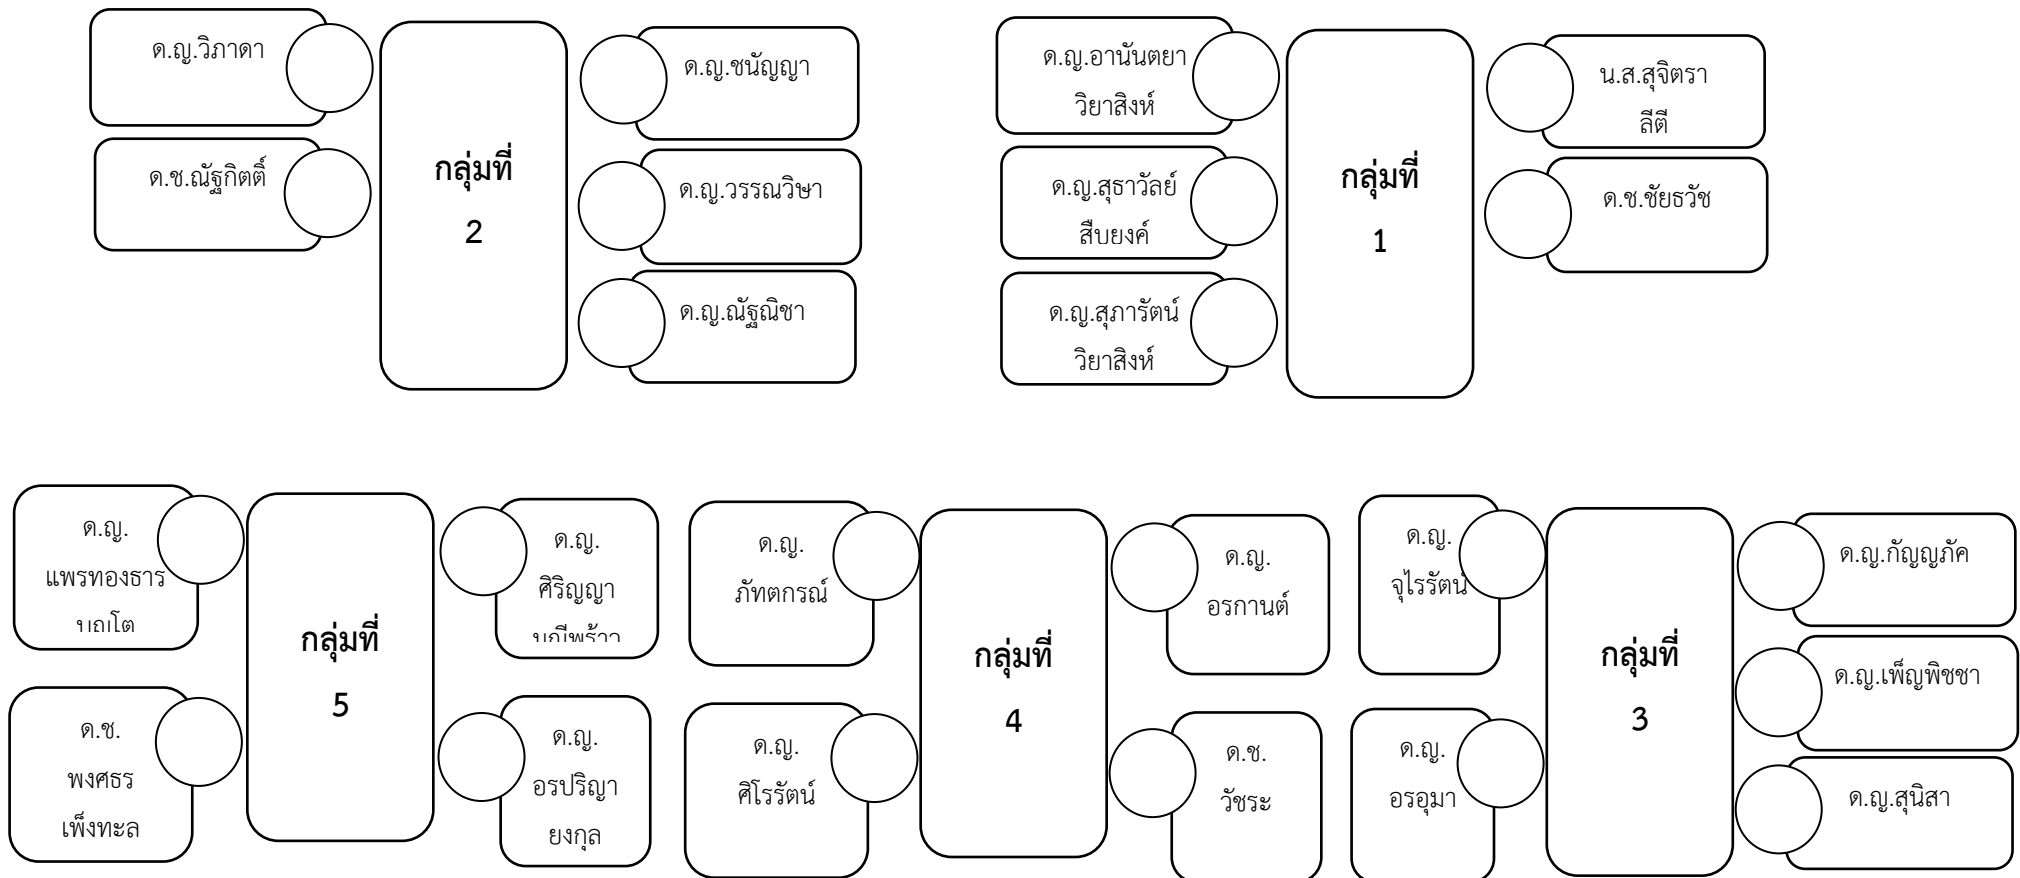 ด.ญ.วิภาดา
ด.ช.ณัฐกิตติ์
กลุ่มที่
2
ด.ญ.ชนัญญา
ด.ญ.วรรณวิษา
ด.ญ.ณัฐณิชา
ด.ญ.อานันตยา
วิยาสิงห์
ด.ญ.สุธาวัลย์
สืบยงค์
ด.ญ.สุภารัตน์
วิยาสิงห์
กลุ่มที่
1
น.ส.สุจิตรา
ลีตี
ด.ช.ชัยธวัช
ด.ญ.
แพรทองธาร
ด.ช.
พงศธร
เพ็งทะล
กลุ่มที่
5
ด.ญ.
ศิริญญา
ด.ญ.
อรปริญา
ยงกุล
ด.ญ.
ภัทตกรณ์
ด.ญ.
ศิโรรัตน์
กลุ่มที่
4
ด.ญ.
อรกานต์
ด.ช.
วัชระ
ด.ญ.
จุไรรัตน์
ด.ญ.
อรอุมา
กลุ่มที่
3
ด.ญ.กัญญภัค
ด.ญ.เพ็ญพิชชา
ด.ญ.สุนิสา